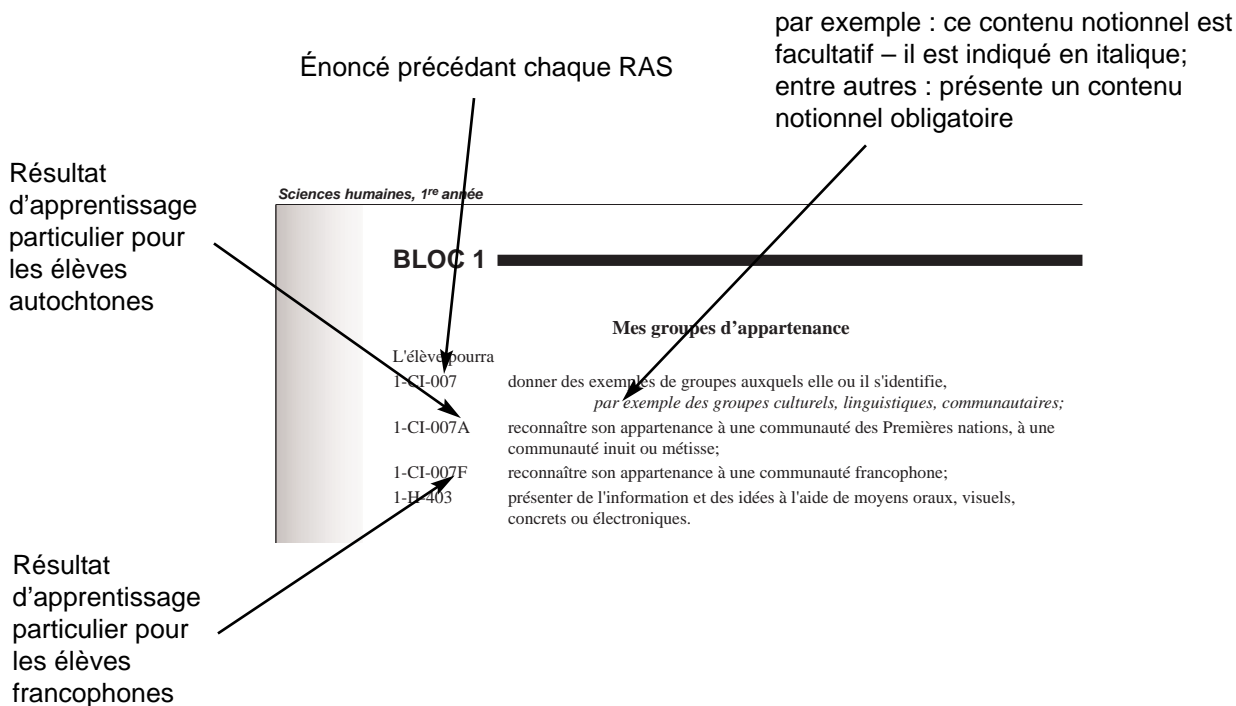 par exemple : ce contenu notionnel est
facultatif – il est indiqué en italique;
entre autres : présente un contenu
notionnel obligatoire
Énoncé précédant chaque RAS
Résultat
d'apprentissage
particulier pour
les élèves
autochtones
Sciences humaines, 1re année
BLOC 1
Mes groupes d'appartenance
L'élève pourra
1-CI-007 donner des exemples de groupes auxquels elle ou il s'identifie,
par exemple des groupes culturels, linguistiques, communautaires;
1-CI-007A reconnaître son appartenance à une communauté des Premières nations, à une
communauté inuit ou métisse;
1-CI-007F reconnaître son appartenance à une communauté francophone;
1-H-403 présenter de l'information et des idées à l'aide de moyens oraux, visuels,
concrets ou électroniques.
Résultat
d'apprentissage
particulier pour
les élèves
francophones